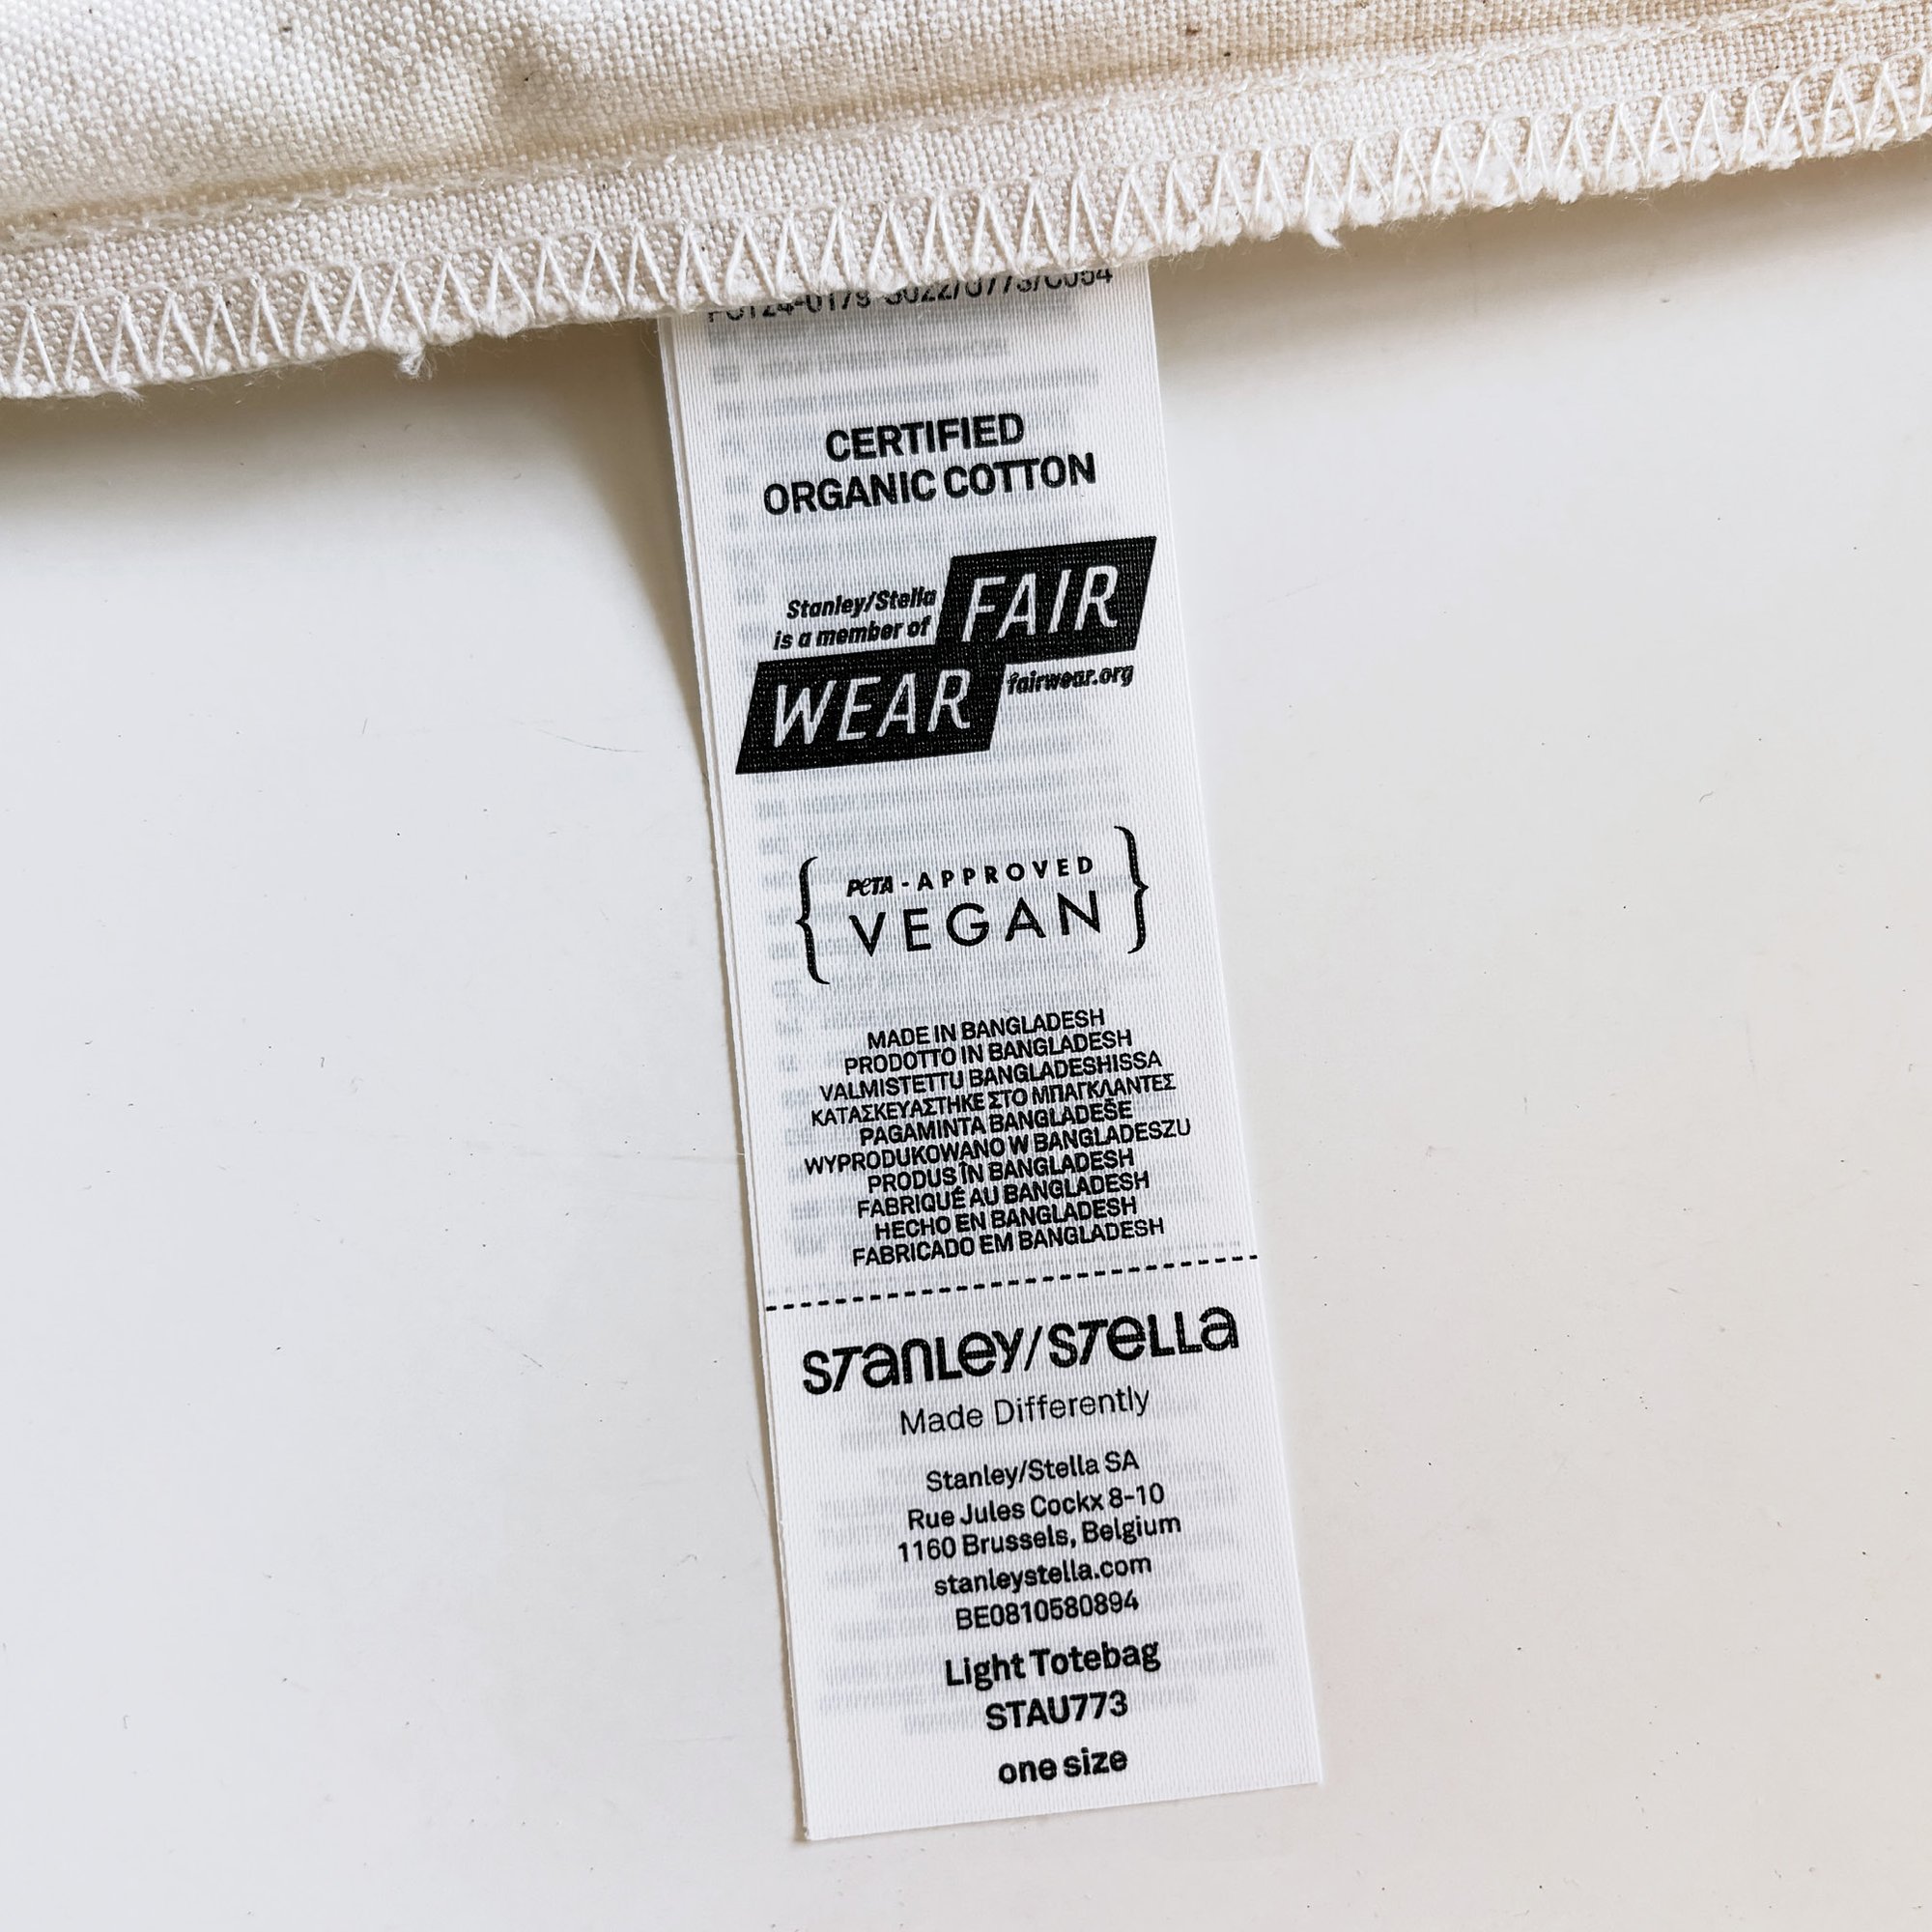 CERTIFIED
ORGANIC COTTON
Stanley/Stella
is a member of
FAIR
WEAR
fairwear.org
PETA - APPROVED
VEGAN
MADE IN BANGLADESH
PRODOTTO IN BANGLADESH
VALMISTETTU BANGLADESHISSA
ΚΑΤΑΣΚΕΥΑΣΤΗΚΕ ΣΤΟ ΜΠΑΓΚΛΑΝΤΕΣ
PAGAMINTA BANGLADEŠE
WYPRODUKOWANO W BANGLADESZU
PRODUS ÎN BANGLADESH
FABRIQUÉ AU BANGLADESH
HECHO EN BANGLADESH
FABRICADO EM BANGLADESH
STANLEY/STELLA
Made Differently
Stanley/Stella SA
Rue Jules Cockx 8-10
1160 Brussels, Belgium
stanleystella.com
BE0810580894
Light Totebag
STAU773
one size